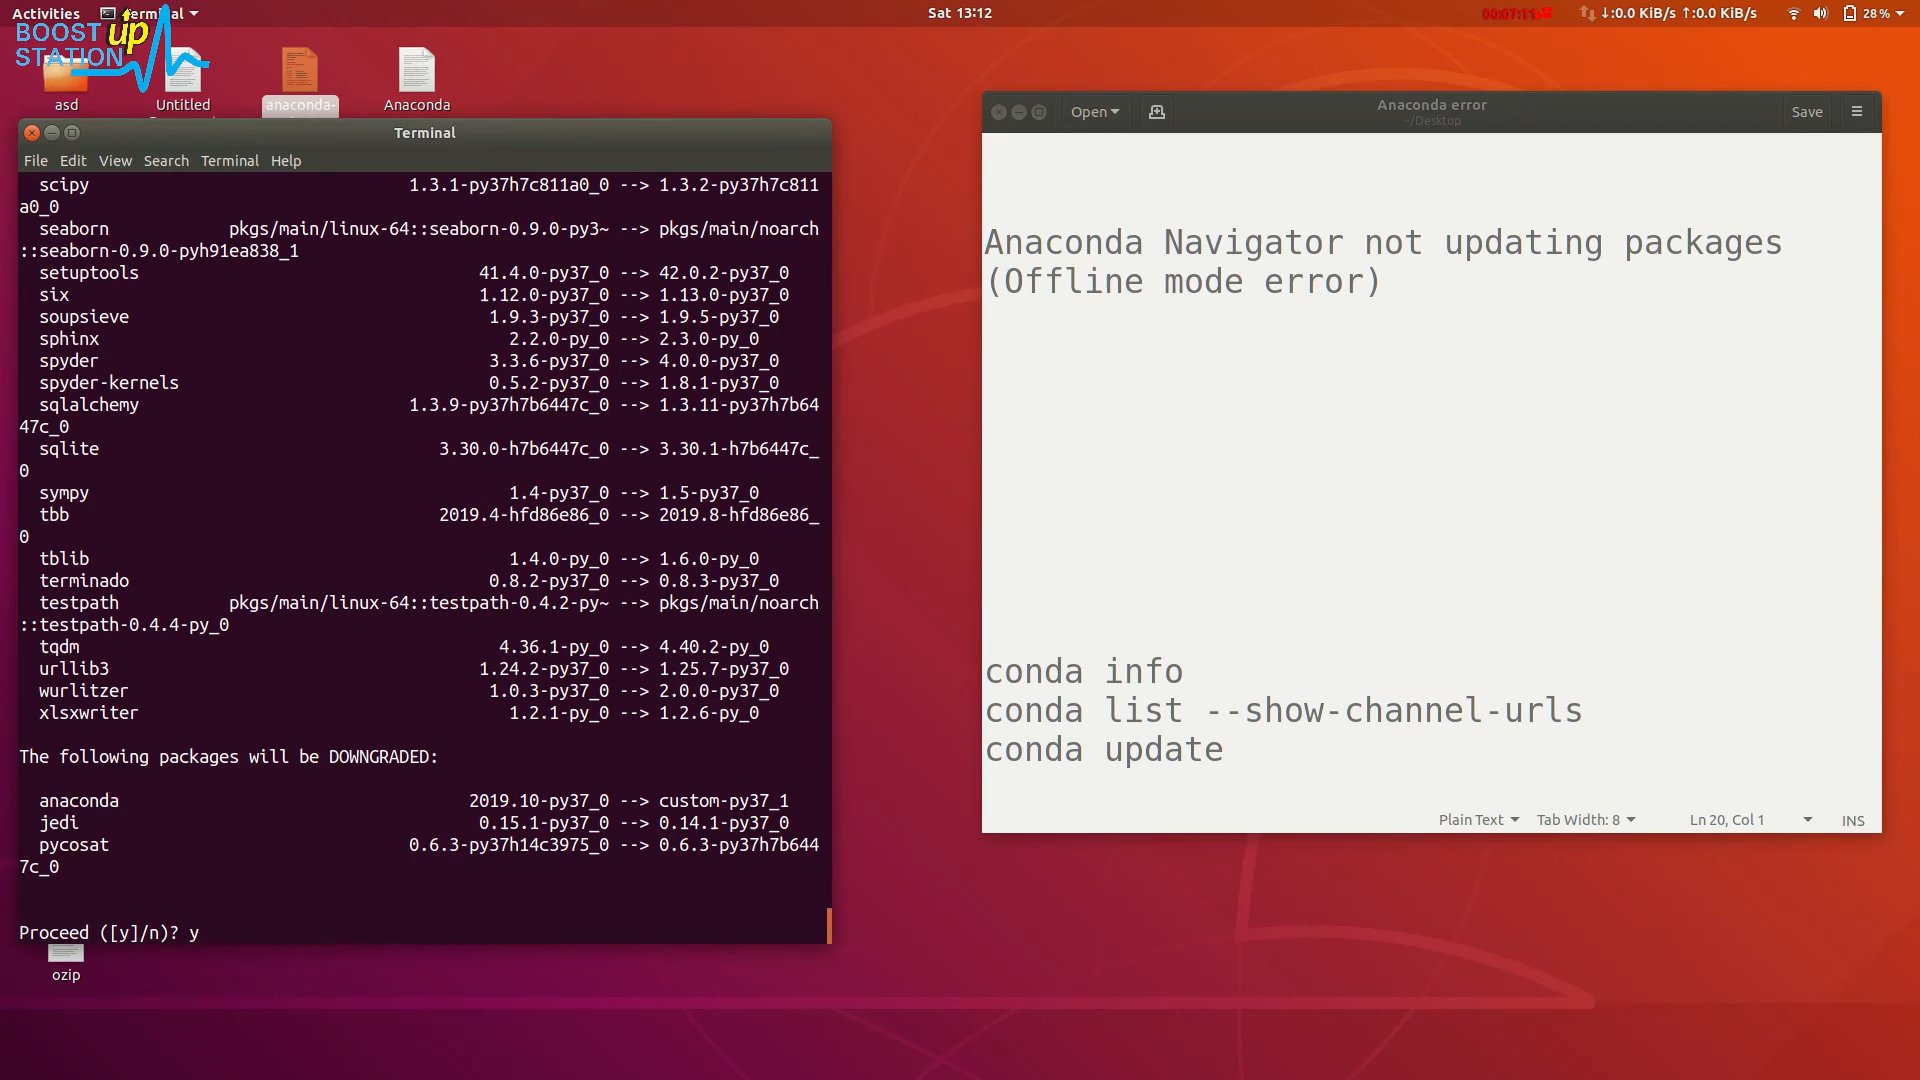 Activities
Sat 13:12
00:07:11
↓:0.0 KiB/s ↑:0.0 KiB/s
28 %
BOOST up
STATION
asd
Untitled
anaconda-
Anaconda
Terminal
File Edit View Search Terminal Help
scipy 1.3.1-py37h7c811a0_0 --> 1.3.2-py37h7c811
a0_0
seaborn pkgs/main/linux-64::seaborn-0.9.0-py3~ --> pkgs/main/noarch
::seaborn-0.9.0-pyh91ea838_1
setuptools 41.4.0-py37_0 --> 42.0.2-py37_0
six 1.12.0-py37_0 --> 1.13.0-py37_0
soupsieve 1.9.3-py37_0 --> 1.9.5-py37_0
sphinx 2.2.0-py_0 --> 2.3.0-py_0
spyder 3.3.6-py37_0 --> 4.0.0-py37_0
spyder-kernels 0.5.2-py37_0 --> 1.8.1-py37_0
sqlalchemy 1.3.9-py37h7b6447c_0 --> 1.3.11-py37h7b64
47c_0
sqlite 3.30.0-h7b6447c_0 --> 3.30.1-h7b6447c_
0
sympy 1.4-py37_0 --> 1.5-py37_0
tbb 2019.4-hfd86e86_0 --> 2019.8-hfd86e86_
0
tblib 1.4.0-py_0 --> 1.6.0-py_0
terminado 0.8.2-py37_0 --> 0.8.3-py37_0
testpath pkgs/main/linux-64::testpath-0.4.2-py~ --> pkgs/main/noarch
::testpath-0.4.4-py_0
tqdm 4.36.1-py_0 --> 4.40.2-py_0
urllib3 1.24.2-py37_0 --> 1.25.7-py37_0
wurlitzer 1.0.3-py37_0 --> 2.0.0-py37_0
xlsxwriter 1.2.1-py_0 --> 1.2.6-py_0
The following packages will be DOWNGRADED:
anaconda 2019.10-py37_0 --> custom-py37_1
jedi 0.15.1-py37_0 --> 0.14.1-py37_0
pycosat 0.6.3-py37h14c3975_0 --> 0.6.3-py37h7b644
7c_0
Proceed ([y]/n)? y
ozip
Open
Anaconda error
~/Desktop
Save
Anaconda Navigator not updating packages
(Offline mode error)
conda info
conda list --show-channel-urls
conda update
Plain Text Tab Width: 8 Ln 20, Col 1 INS